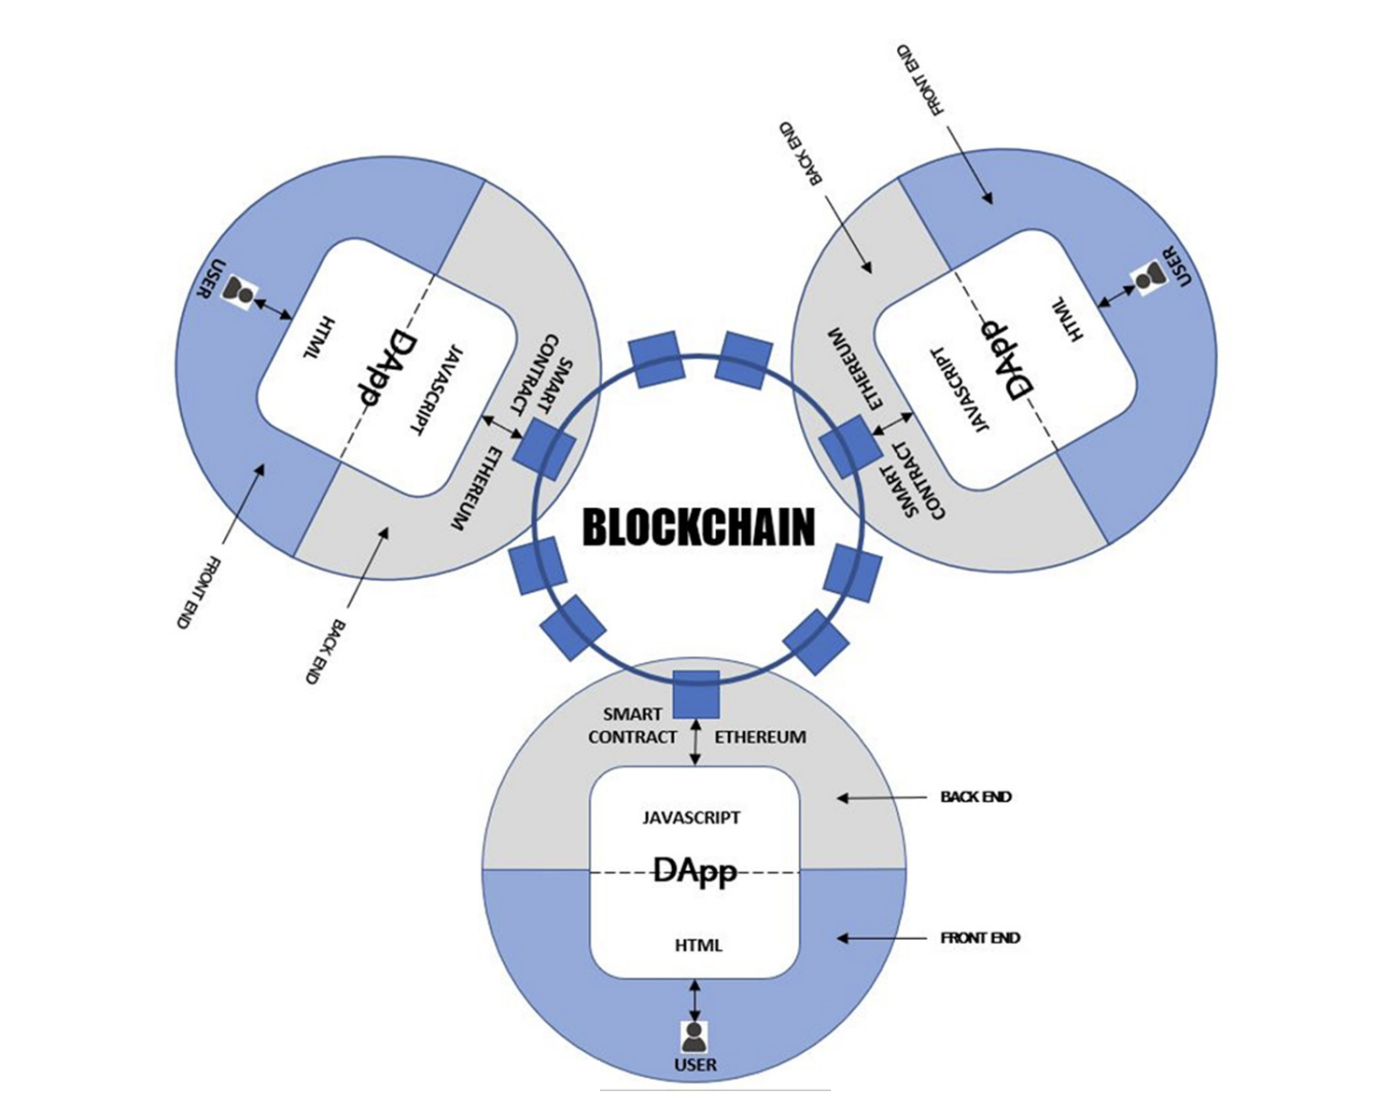 FRONT END
BACK END
USER
HTML
DApp
JAVASCRIPT
ETHEREUM
SMART
CONTRACT
USER
HTML
DApp
JAVASCRIPT
SMART
CONTRACT
ETHEREUM
FRONT END
BACK END
BLOCKCHAIN
SMART
CONTRACT
ETHEREUM
JAVASCRIPT
DApp
HTML
USER
BACK END
FRONT END